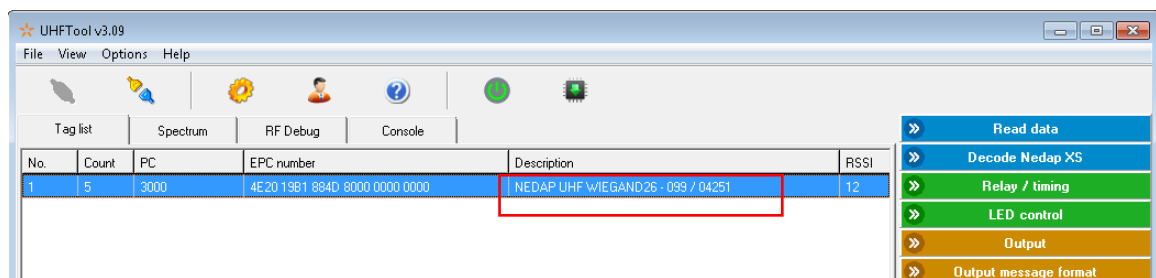 UHFTool v3.09
File View Options Help
Tag list Spectrum RF Debug Console
No. Count PC EPC number Description RSSI
1 5 3000 4E20 19B1 884D 8000 0000 0000 NEDAP UHF WIEGAND26 - 099 / 04251 12
Read data
Decode Nedap XS
Relay / timing
LED control
Output
Output message format